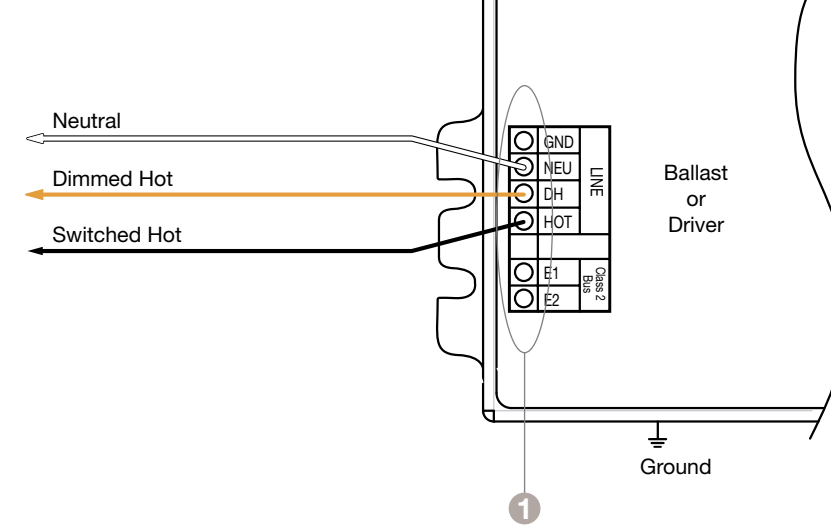 Neutral
Dimmed Hot
Switched Hot
GND
NEU
DH
HOT
LINE
E1
E2
Class 2
Bus
Ballast
or
Driver
Ground
1